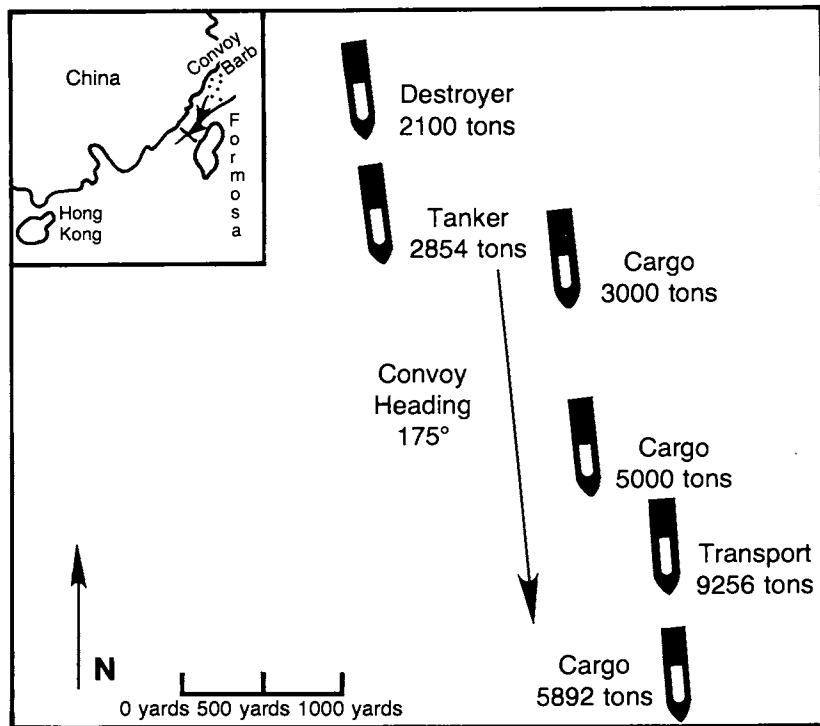 China
Convoy
Barb
Formosa
Hong
Kong
Destroyer
2100 tons
Tanker
2854 tons
Cargo
3000 tons
Convoy
Heading
175°
Cargo
5000 tons
Transport
9256 tons
Cargo
5892 tons
N
0 yards 500 yards 1000 yards